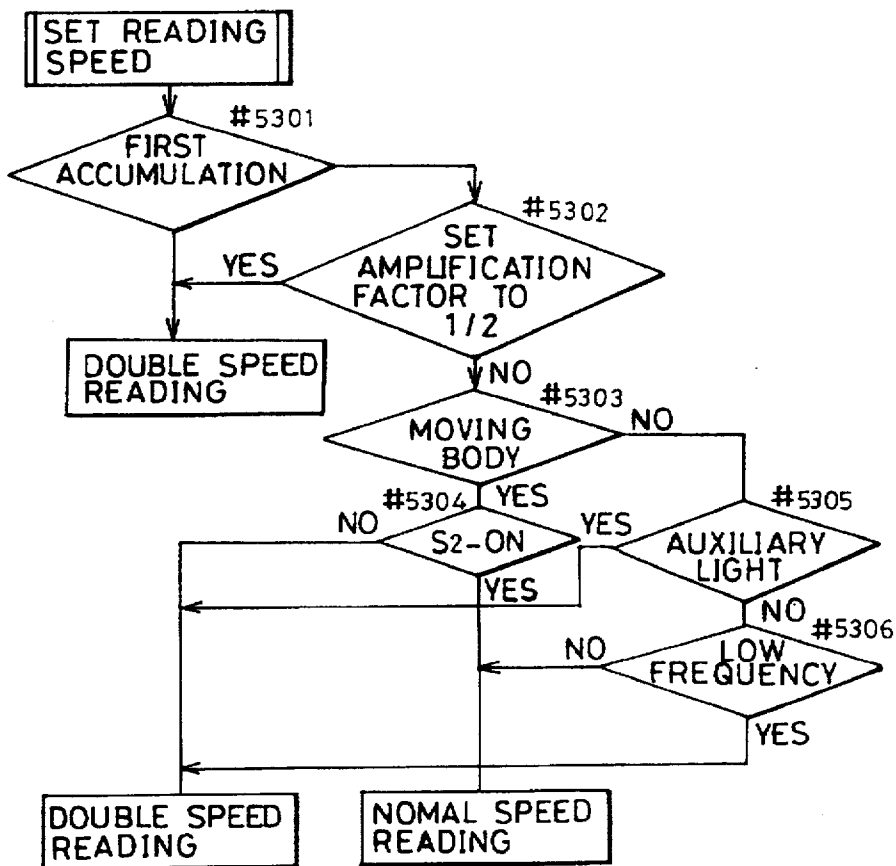 SET READING
SPEED
#5301
FIRST
ACCUMULATION
#5302
SET
AMPLIFICATION
FACTOR TO
1/2
YES
DOUBLE SPEED
READING
NO
#5303
MOVING
BODY
NO
#5304
YES
#5305
NO
S2-ON
YES
AUXILIARY
LIGHT
YES
NO
#5306
NO
LOW
FREQUENCY
YES
DOUBLE SPEED
READING
NOMAL SPEED
READING